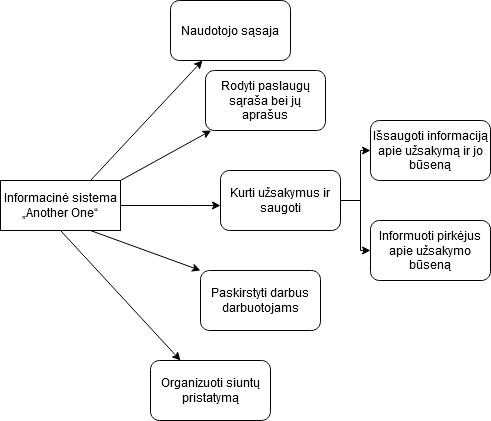 Naudotojo sąsaja
Rodyti paslaugų
sąraša bei jų
aprašus
Išsaugoti informaciją
apie užsakymą ir jo
būseną
Informacinė sistema
„Another One“
Kurti užsakymus ir
saugoti
Informuoti pirkėjus
apie užsakymo
būseną
Paskirstyti darbus
darbuotojams
Organizuoti siuntų
pristatymą